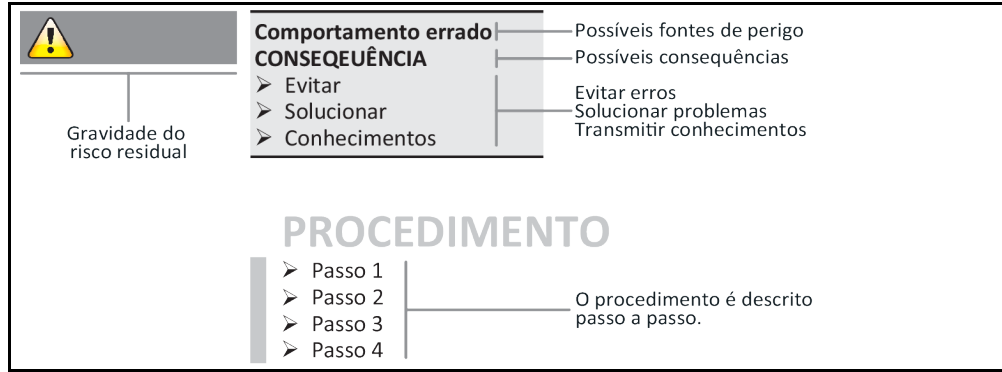 Comportamento errado
Possíveis fontes de perigo
CONSEQEUÊNCIA
Possíveis consequências
➢ Evitar
➢ Solucionar
➢ Conhecimentos
Evitar erros
Solucionar problemas
Transmitir conhecimentos
Gravidade do
risco residual
PROCEDIMENTO
➢ Passo 1
➢ Passo 2
➢ Passo 3
➢ Passo 4
O procedimento é descrito
passo a passo.